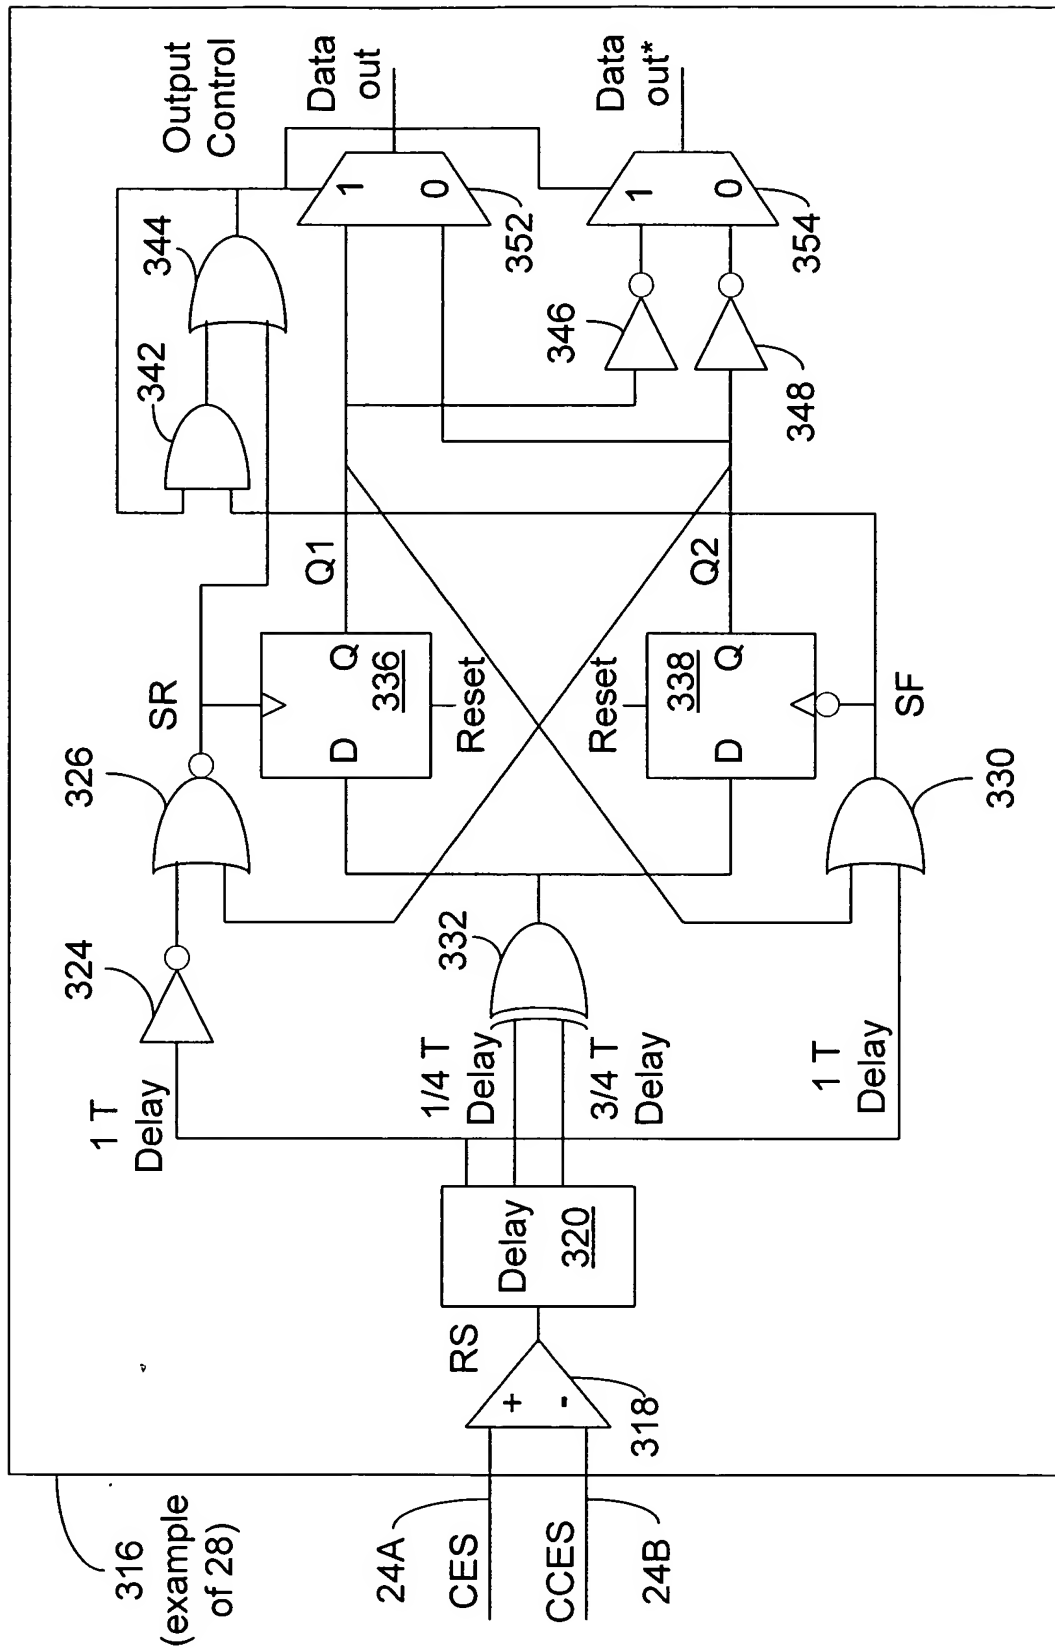 316
(example
of 28)
24A
CES
CCES
24B
RS
+
-
318
Delay
320
1 T
Delay
1/4 T
Delay
3/4 T
Delay
1 T
Delay
324
326
332
330
SR
D
Q
336
Reset
Q1
Reset
D
Q
338
Q2
SF
342
344
Output
Control
346
348
1
0
352
Data
out
1
0
354
Data
out*